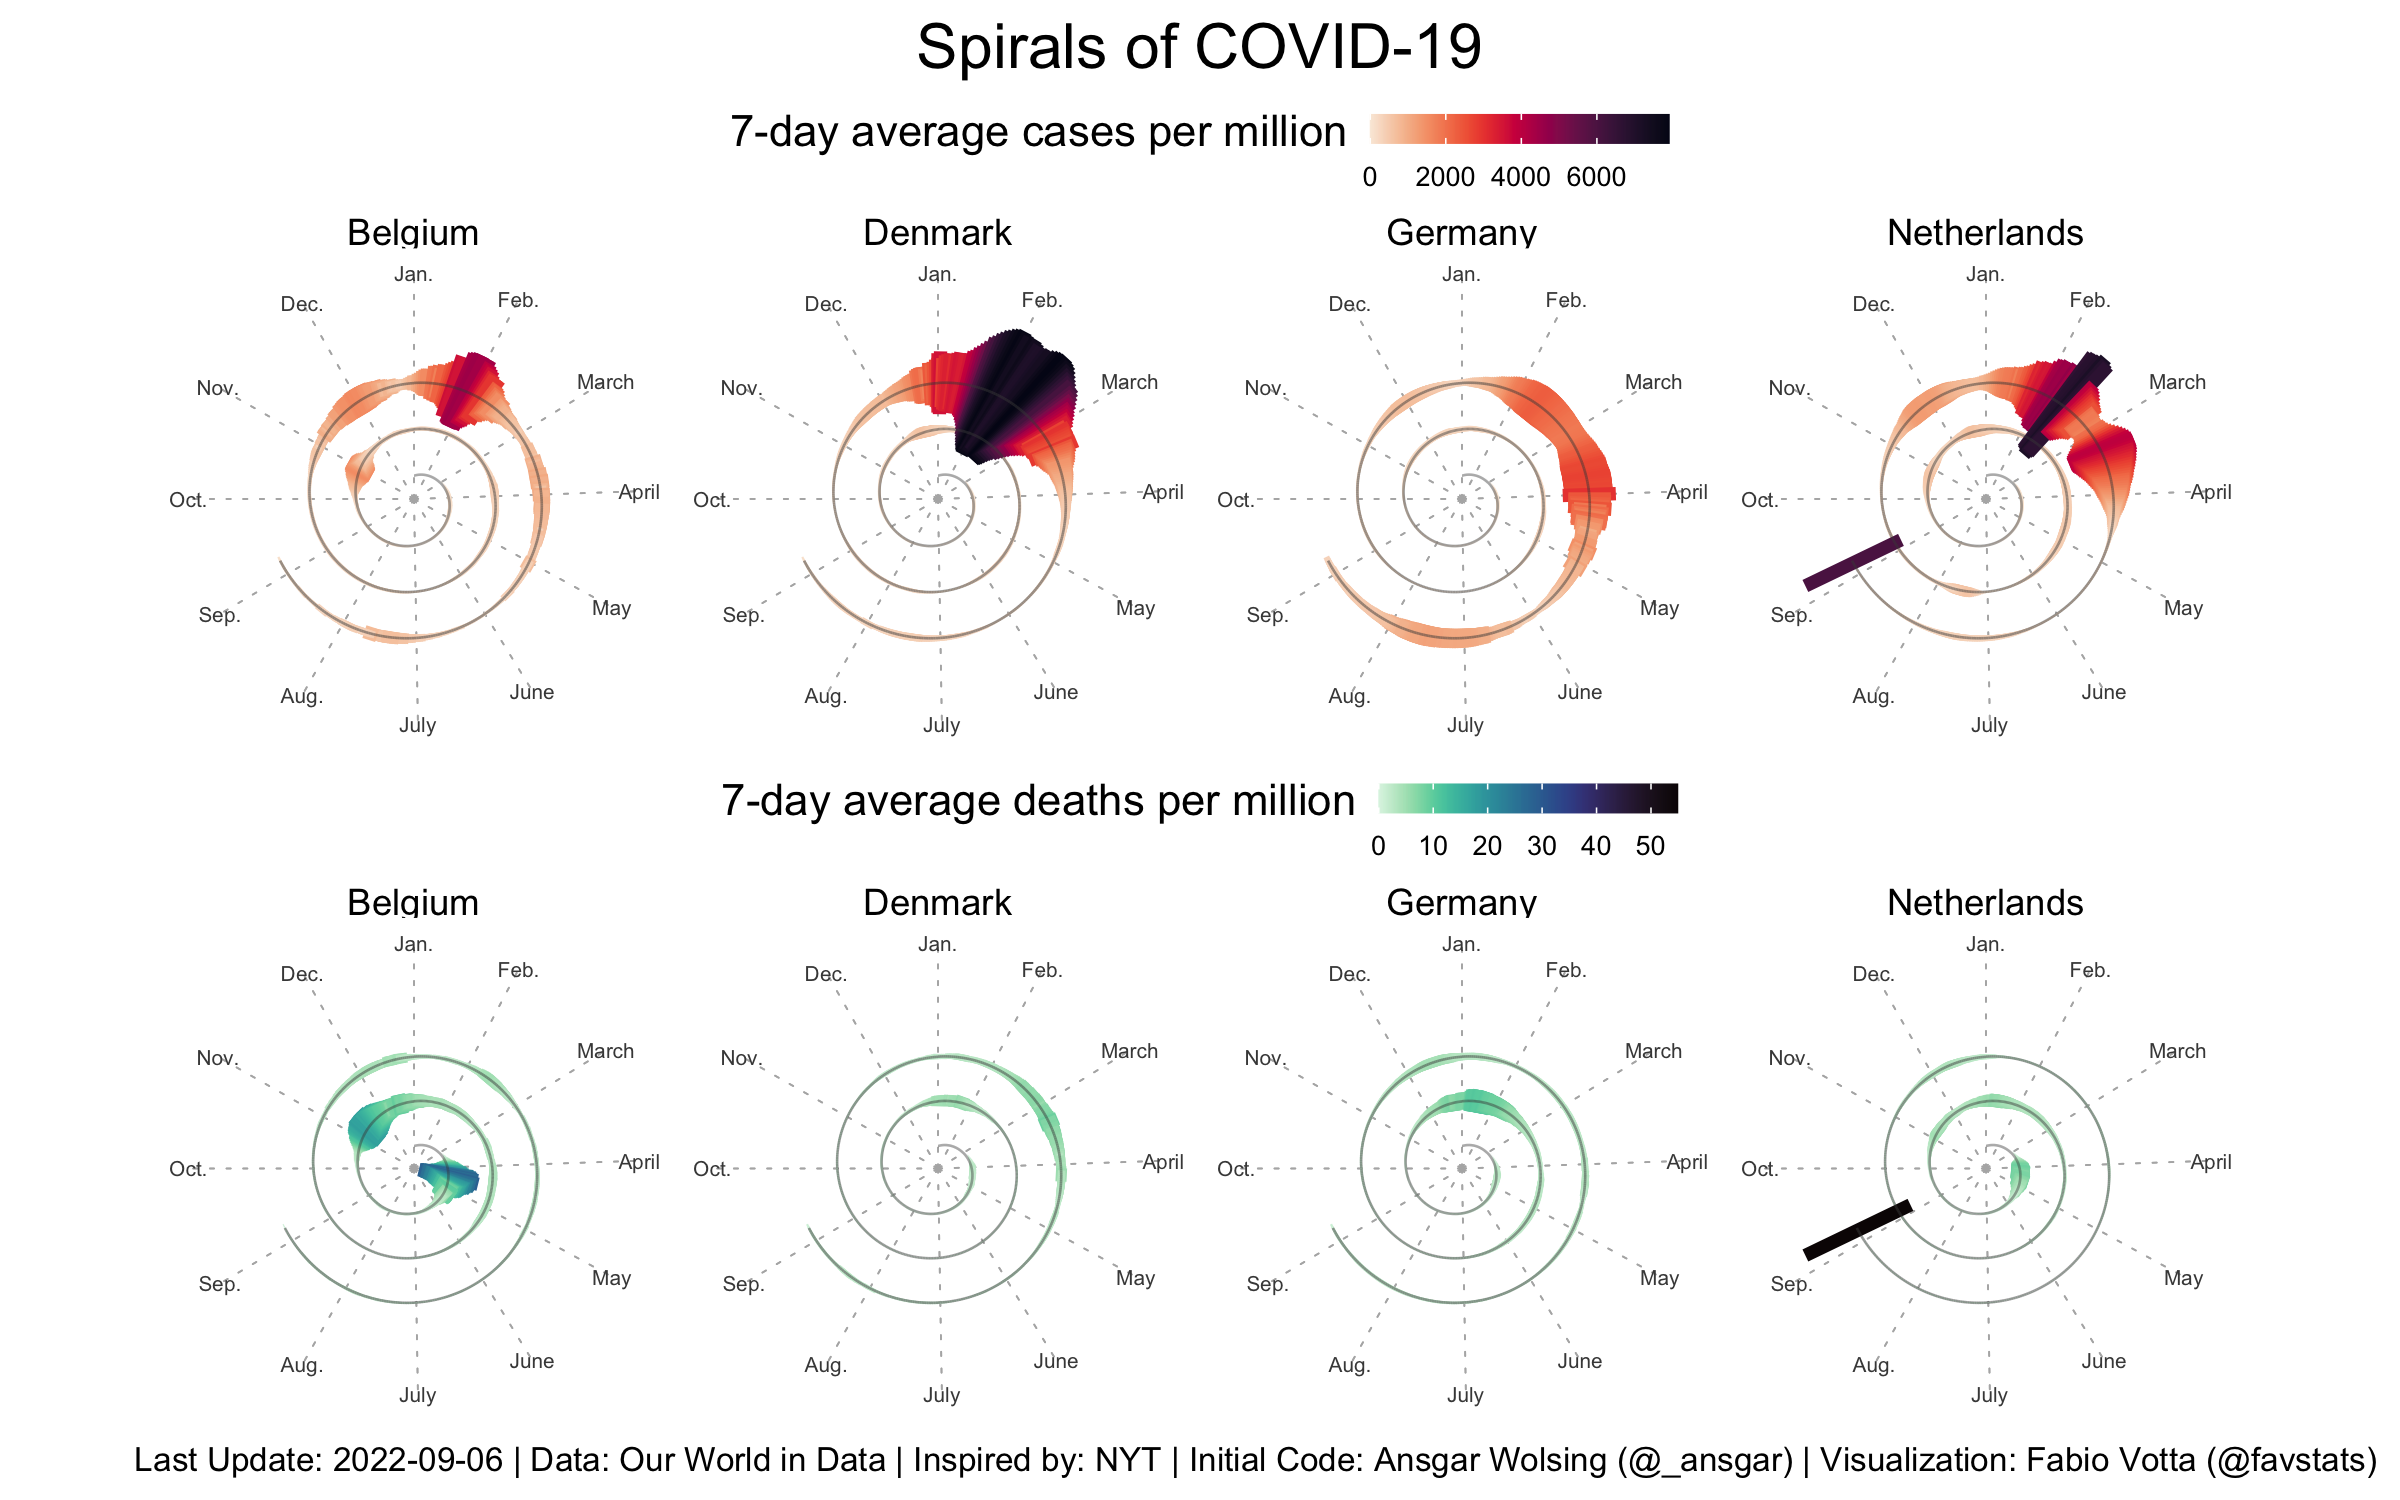 Spirals of COVID-19
7-day average cases per million
0 2000 4000 6000
Belgium Denmark Germany Netherlands
Jan. Jan. Jan. Jan.
Dec. Feb. Dec. Feb. Dec. Feb. Dec. Feb.
Nov. March Nov. March Nov. March Nov. March
Oct. April Oct. April Oct. April Oct. April
Sep. May Sep. May Sep. May Sep. May
Aug. June Aug. June Aug. June Aug. June
July July July July
7-day average deaths per million
0 10 20 30 40 50
Belgium Denmark Germany Netherlands
Jan. Jan. Jan. Jan.
Dec. Feb. Dec. Feb. Dec. Feb. Dec. Feb.
Nov. March Nov. March Nov. March Nov. March
Oct. April Oct. April Oct. April Oct. April
Sep. May Sep. May Sep. May Sep. May
Aug. June Aug. June Aug. June Aug. June
July July July July
Last Update: 2022-09-06 | Data: Our World in Data | Inspired by: NYT | Initial Code: Ansgar Wolsing (@_ansgar) | Visualization: Fabio Votta (@favstats)